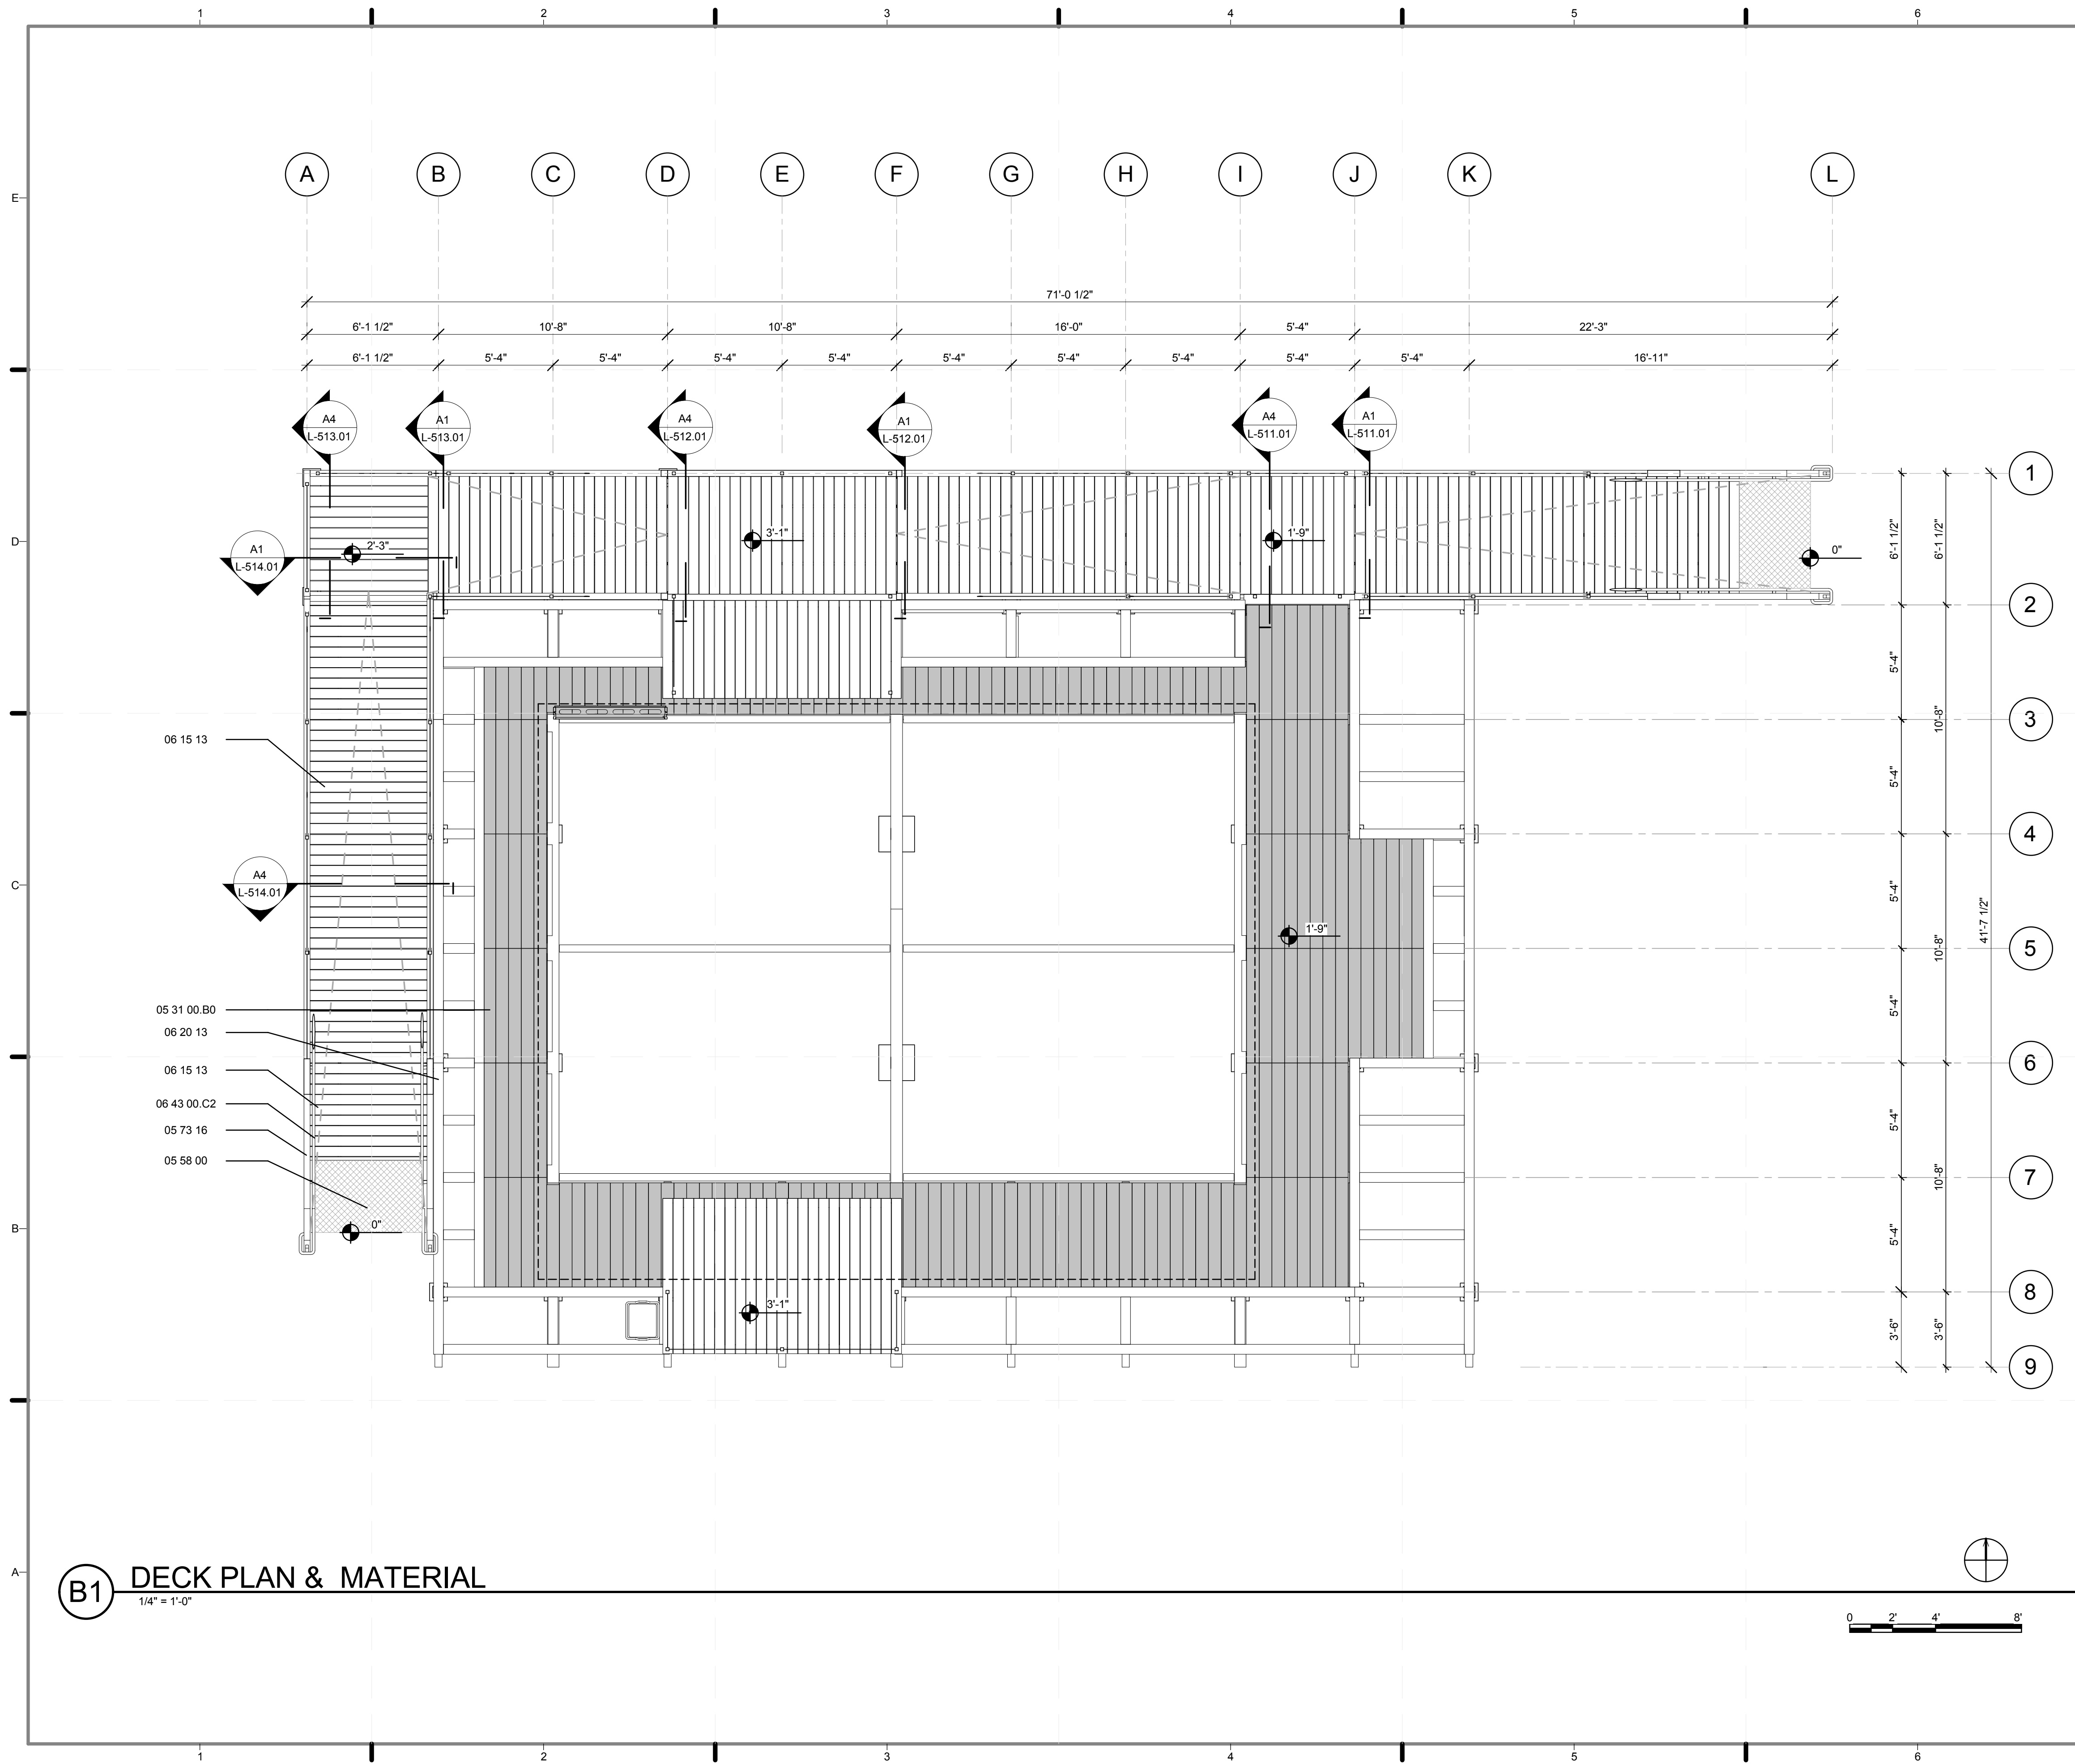 1 2 3 4 5 6
A B C D E F G H I J K L
E
71'-0 1/2"
6'-1 1/2" 10'-8" 10'-8" 16'-0" 5'-4" 22'-3"
6'-1 1/2" 5'-4" 5'-4" 5'-4" 5'-4" 5'-4" 5'-4" 5'-4" 5'-4" 5'-4" 16'-11"
A4
L-513.01
A1
L-513.01
A4
L-512.01
A1
L-512.01
A4
L-511.01
A1
L-511.01
1
D
A1
L-514.01
2'-3"
3'-1"
1'-9"
0"
6'-1 1/2" 6'-1 1/2"
2
5'-4"
3
10'-8"
06 15 13
5'-4"
4
C
A4
L-514.01
5'-4"
41'-7 1/2"
1'-9"
5
10'-8"
05 31 00.B0
5'-4"
06 20 13
6
06 15 13
06 43 00.C2
5'-4"
05 73 16
05 58 00
7
10'-8"
B
0"
5'-4"
8
3'-1"
3'-6" 3'-6"
9
A
B1
DECK PLAN & MATERIAL
1/4" = 1'-0"
0 2' 4' 8'
1 2 3 4 5 6